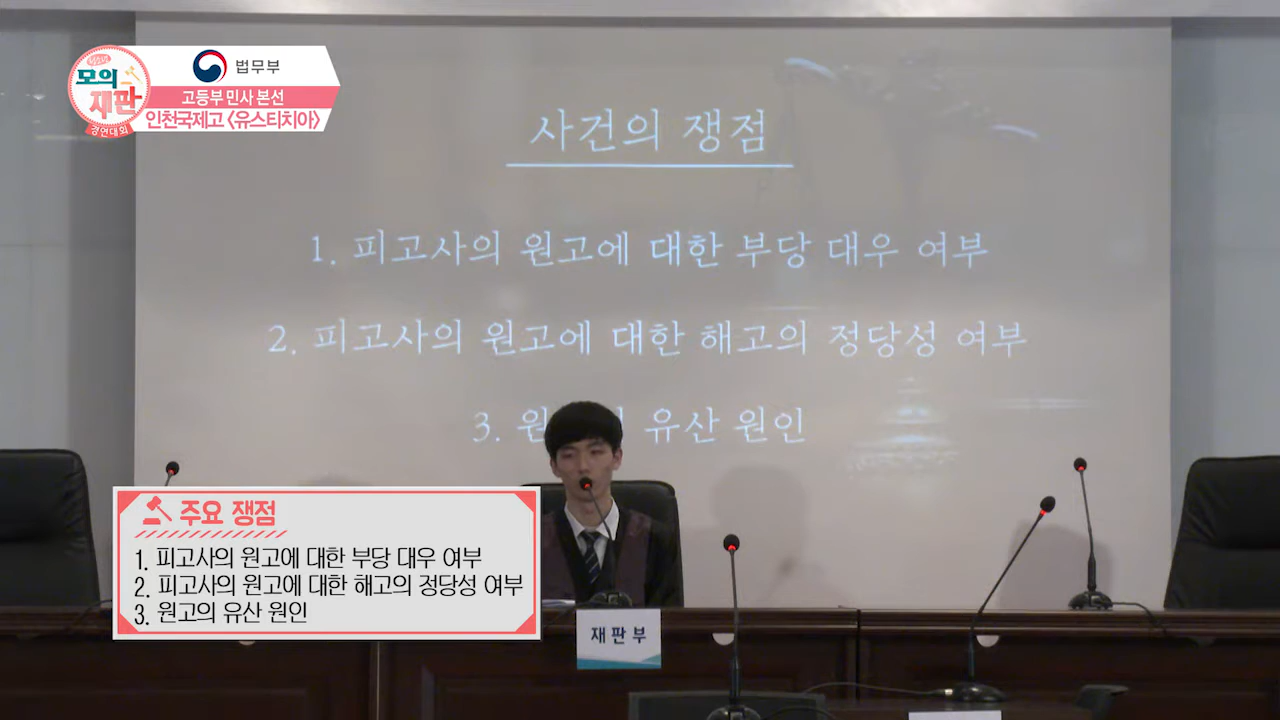 청소년
모의
재판
경연대회
법무부
고등부 민사 본선
인천국제고 〈유스티치아〉
사건의 쟁점
1. 피고사의 원고에 대한 부당 대우 여부
2. 피고사의 원고에 대한 해고의 정당성 여부
3. 원 유산 원인
주요 쟁점
1. 피고사의 원고에 대한 부당 대우 여부
2. 피고사의 원고에 대한 해고의 정당성 여부
3. 원고의 유산 원인
재판부